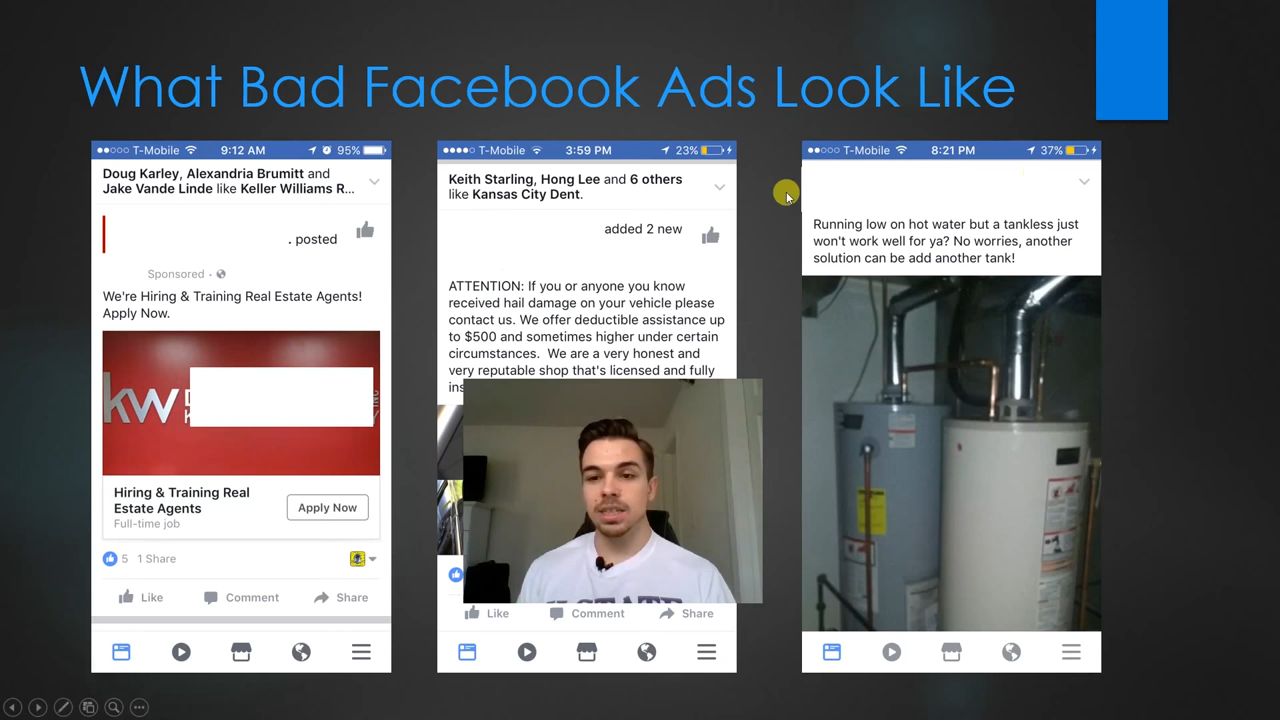 What Bad Facebook Ads Look Like
T-Mobile 9:12 AM 95%
Doug Karley, Alexandria Brumitt and
Jake Vande Linde like Keller Williams R...
. posted
Sponsored
We're Hiring & Training Real Estate Agents!
Apply Now.
kw
Hiring & Training Real
Estate Agents
Full-time job
Apply Now
5 1 Share
Like Comment Share
T-Mobile 3:59 PM 23%
Keith Starling, Hong Lee and 6 others
like Kansas City Dent.
added 2 new
ATTENTION: If you or anyone you know
received hail damage on your vehicle please
contact us. We offer deductible assistance up
to $500 and sometimes higher under certain
circumstances. We are a very honest and
very reputable shop that's licensed and fully
Like Comment Share
T-Mobile 8:21 PM 37%
Running low on hot water but a tankless just
won't work well for ya? No worries, another
solution can be add another tank!